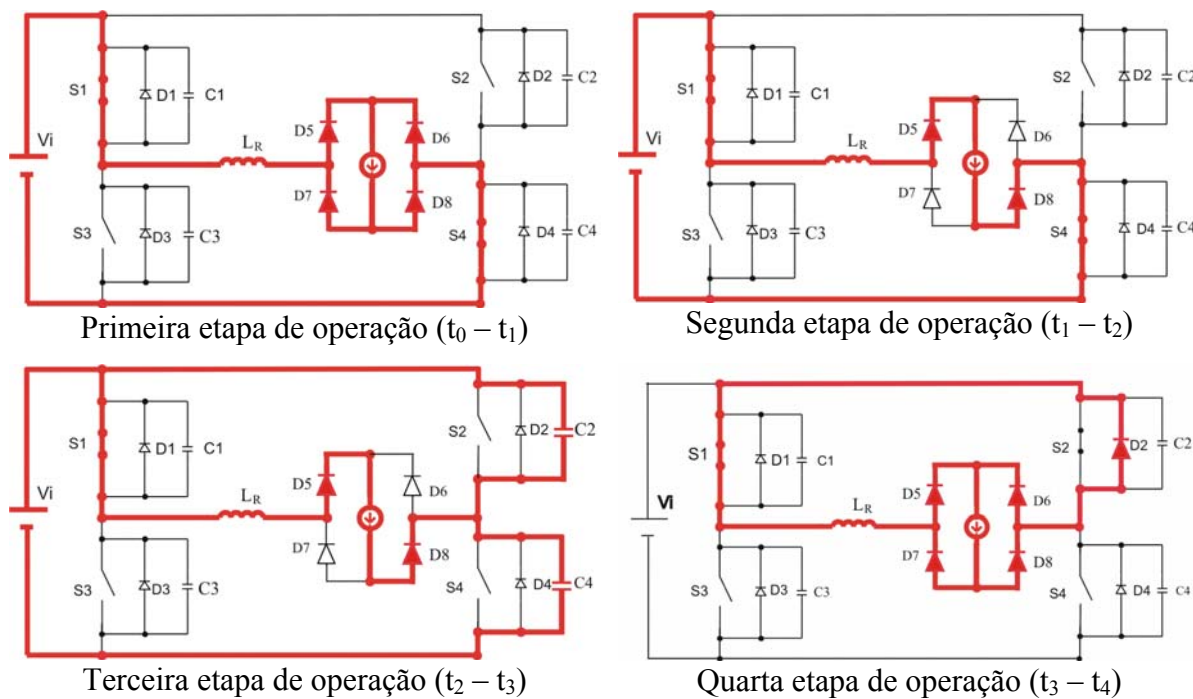 S1
D1
C1
S2
D2
C2
Vi
L_R
D5
D6
D7
D8
S3
D3
C3
S4
D4
C4
Primeira etapa de operação (t₀ – t₁)
S1
D1
C1
S2
D2
C2
Vi
L_R
D5
D6
D7
D8
S3
D3
C3
S4
D4
C4
Segunda etapa de operação (t₁ – t₂)
S1
D1
C1
S2
D2
C2
Vi
L_R
D5
D6
D7
D8
S3
D3
C3
S4
D4
C4
Terceira etapa de operação (t₂ – t₃)
S1
D1
C1
S2
D2
C2
Vi
L_R
D5
D6
D7
D8
S3
D3
C3
S4
D4
C4
Quarta etapa de operação (t₃ – t₄)